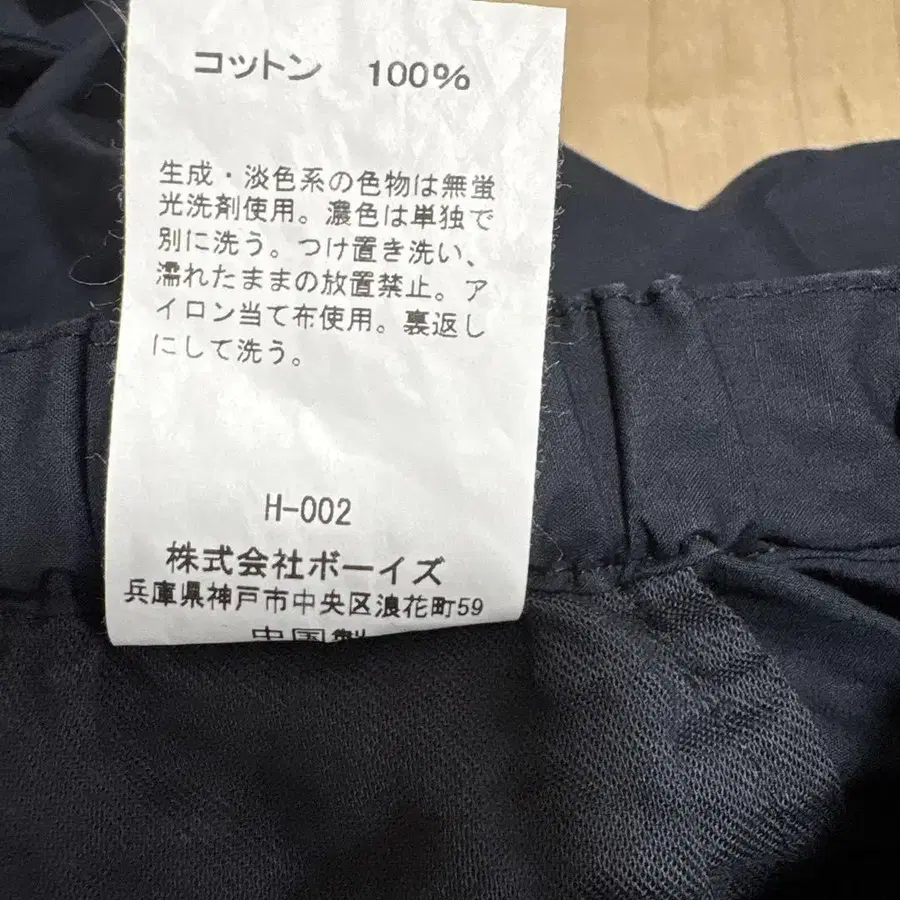 コットン 100%
生成・淡色系の色物は無蛍
光洗剤使用。濃色は単独で
別に洗う。つけ置き洗い、
濡れたままの放置禁止。ア
イロン当て布使用。裏返し
にして洗う。
H-002
株式会社ボーイズ
兵庫県神戸市中央区浪花町59
中国製